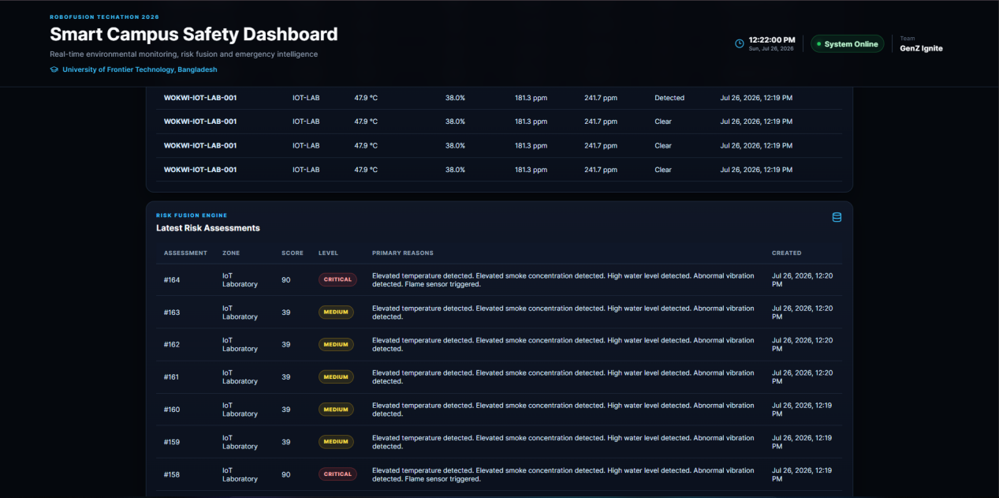 ROBOFUSION TECHATHON 2026
Smart Campus Safety Dashboard
Real-time environmental monitoring, risk fusion and emergency intelligence
University of Frontier Technology, Bangladesh
12:22:00 PM
Sun, Jul 26, 2026
System Online
Team
GenZ Ignite
WOKWI-IOT-LAB-001 IOT-LAB 47.9 °C 38.0% 181.3 ppm 241.7 ppm Detected Jul 26, 2026, 12:19 PM
WOKWI-IOT-LAB-001 IOT-LAB 47.9 °C 38.0% 181.3 ppm 241.7 ppm Clear Jul 26, 2026, 12:19 PM
WOKWI-IOT-LAB-001 IOT-LAB 47.9 °C 38.0% 181.3 ppm 241.7 ppm Clear Jul 26, 2026, 12:19 PM
WOKWI-IOT-LAB-001 IOT-LAB 47.9 °C 38.0% 181.3 ppm 241.7 ppm Clear Jul 26, 2026, 12:19 PM
RISK FUSION ENGINE
Latest Risk Assessments
ASSESSMENT ZONE SCORE LEVEL PRIMARY REASONS CREATED
#164 IoT Laboratory 90 CRITICAL Elevated temperature detected. Elevated smoke concentration detected. High water level detected. Abnormal vibration detected. Flame sensor triggered. Jul 26, 2026, 12:20 PM
#163 IoT Laboratory 39 MEDIUM Elevated temperature detected. Elevated smoke concentration detected. High water level detected. Abnormal vibration detected. Jul 26, 2026, 12:20 PM
#162 IoT Laboratory 39 MEDIUM Elevated temperature detected. Elevated smoke concentration detected. High water level detected. Abnormal vibration detected. Jul 26, 2026, 12:20 PM
#161 IoT Laboratory 39 MEDIUM Elevated temperature detected. Elevated smoke concentration detected. High water level detected. Abnormal vibration detected. Jul 26, 2026, 12:20 PM
#160 IoT Laboratory 39 MEDIUM Elevated temperature detected. Elevated smoke concentration detected. High water level detected. Abnormal vibration detected. Jul 26, 2026, 12:19 PM
#159 IoT Laboratory 39 MEDIUM Elevated temperature detected. Elevated smoke concentration detected. High water level detected. Abnormal vibration detected. Jul 26, 2026, 12:19 PM
#158 IoT Laboratory 90 CRITICAL Elevated temperature detected. Elevated smoke concentration detected. High water level detected. Abnormal vibration detected. Flame sensor triggered. Jul 26, 2026, 12:19 PM